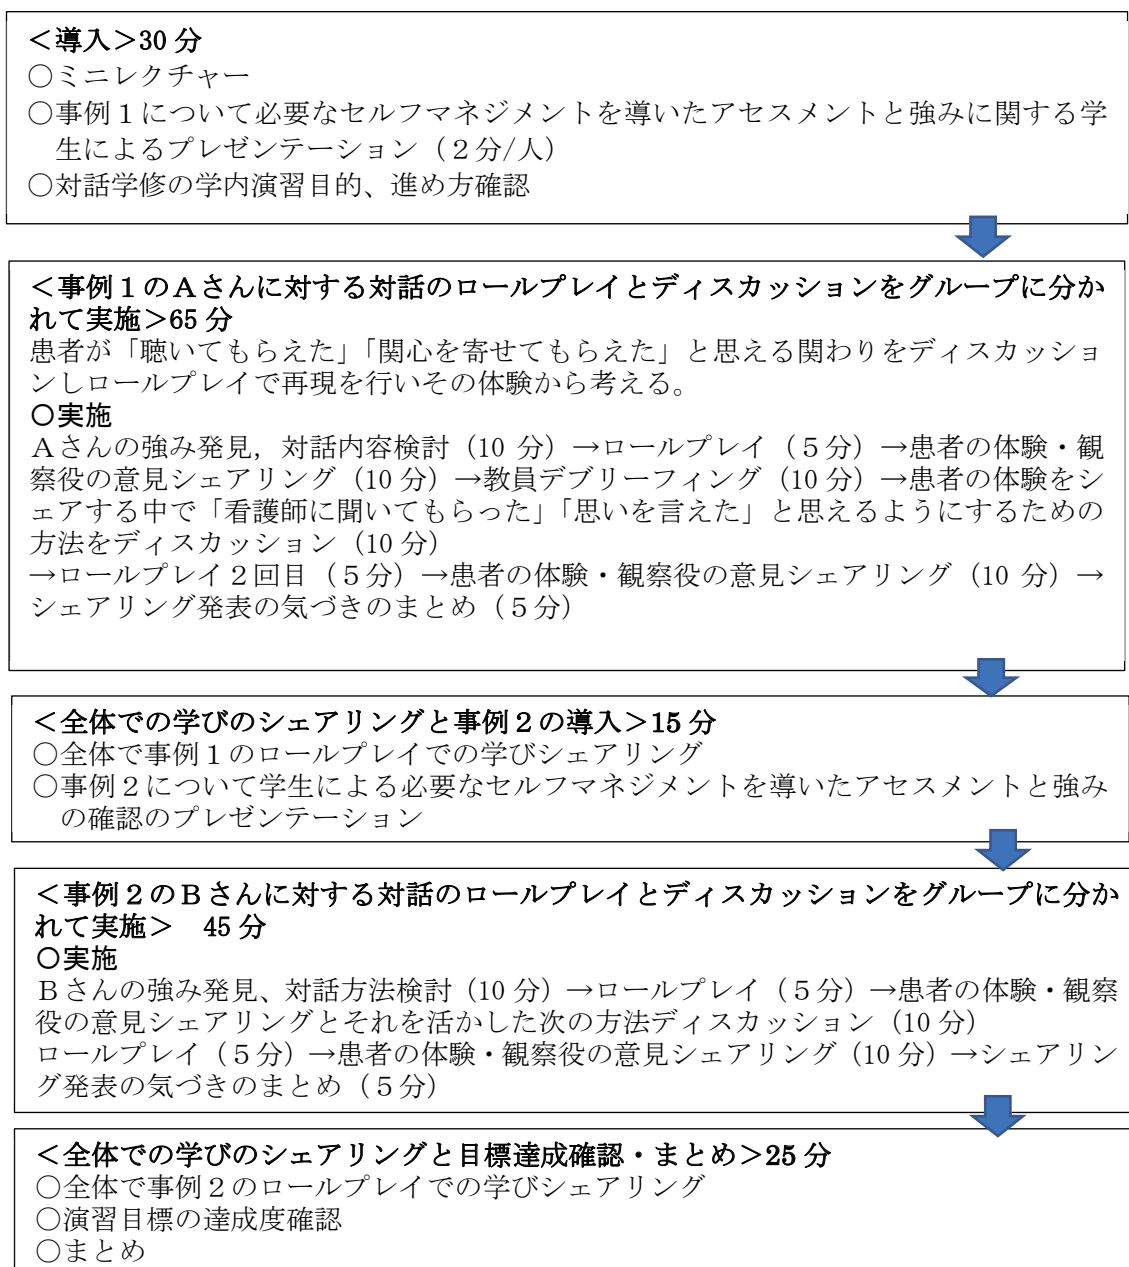 ＜導入＞30 分
○ミニレクチャー
○事例１について必要なセルフマネジメントを導いたアセスメントと強みに関する学
生によるプレゼンテーション（２分/人）
○対話学修の学内演習目的、進め方確認
＜事例１のＡさんに対する対話のロールプレイとディスカッションをグループに分か
れて実施＞65 分
患者が「聴いてもらえた」「関心を寄せてもらえた」と思える関わりをディスカッショ
ンしロールプレイで再現を行いその体験から考える。
〇実施
Ａさんの強み発見，対話内容検討（10 分）→ロールプレイ（５分）→患者の体験・観
察役の意見シェアリング（10 分）→教員デブリーフィング（10 分）→患者の体験をシ
ェアする中で「看護師に聞いてもらった」「思いを言えた」と思えるようにするための
方法をディスカッション（10 分）
→ロールプレイ２回目（５分）→患者の体験・観察役の意見シェアリング（10 分）→
シェアリング発表の気づきのまとめ（５分）
＜全体での学びのシェアリングと事例２の導入＞15 分
○全体で事例１のロールプレイでの学びシェアリング
○事例２について学生による必要なセルフマネジメントを導いたアセスメントと強み
の確認のプレゼンテーション
＜事例２のＢさんに対する対話のロールプレイとディスカッションをグループに分か
れて実施＞　45 分
〇実施
Ｂさんの強み発見、対話方法検討（10 分）→ロールプレイ（５分）→患者の体験・観察
役の意見シェアリングとそれを活かした次の方法ディスカッション（10 分）
ロールプレイ（５分）→患者の体験・観察役の意見シェアリング（10 分）→シェアリン
グ発表の気づきのまとめ（５分）
＜全体での学びのシェアリングと目標達成確認・まとめ＞25 分
○全体で事例２のロールプレイでの学びシェアリング
○演習目標の達成度確認
○まとめ